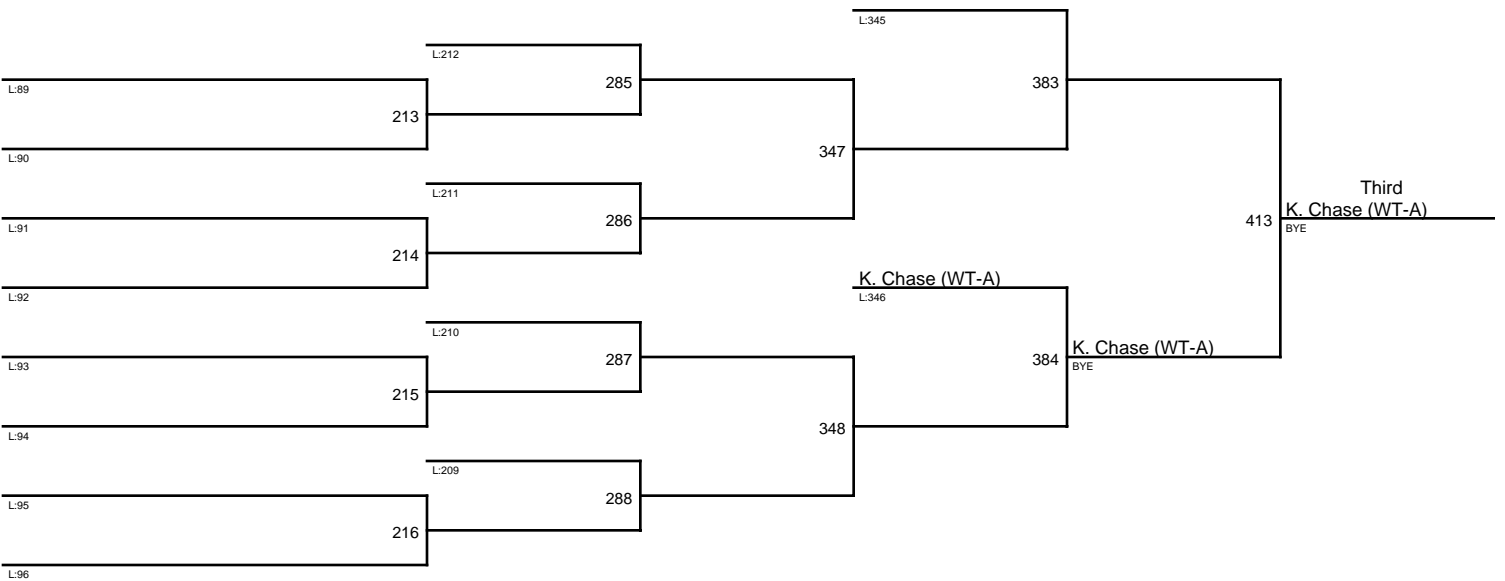 L:345
L:212
L:89
285
383
213
L:90
347
L:211
Third
L:91
286
413
K. Chase (WT-A)
BYE
214
K. Chase (WT-A)
L:92
L:346
L:210
L:93
287
384
K. Chase (WT-A)
BYE
215
L:94
348
L:209
L:95
288
216
L:96